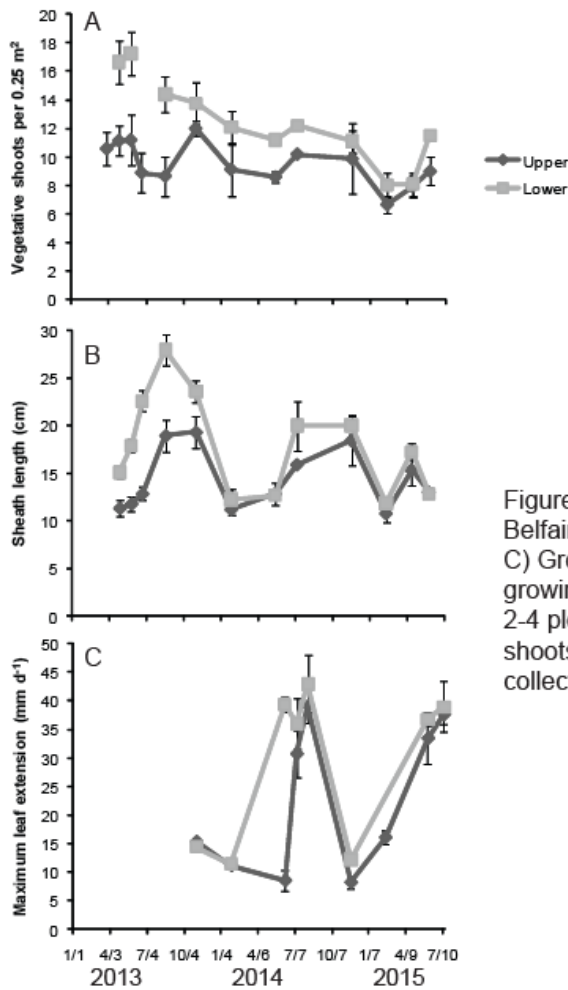 A
Vegetative shoots per 0.25 m²
20
18
16
14
12
10
8
6
4
2
0
Upper
Lower
B
Sheath length (cm)
30
25
20
15
10
5
0
Figure
Belfair
C) Gr
growin
2-4 pl
shoots
collec
C
Maximum leaf extension (mm d⁻¹)
50
45
40
35
30
25
20
15
10
5
0
1/1 4/3 7/4 10/4 1/4 4/6 7/7 10/7 1/7 4/9 7/10
2013 2014 2015